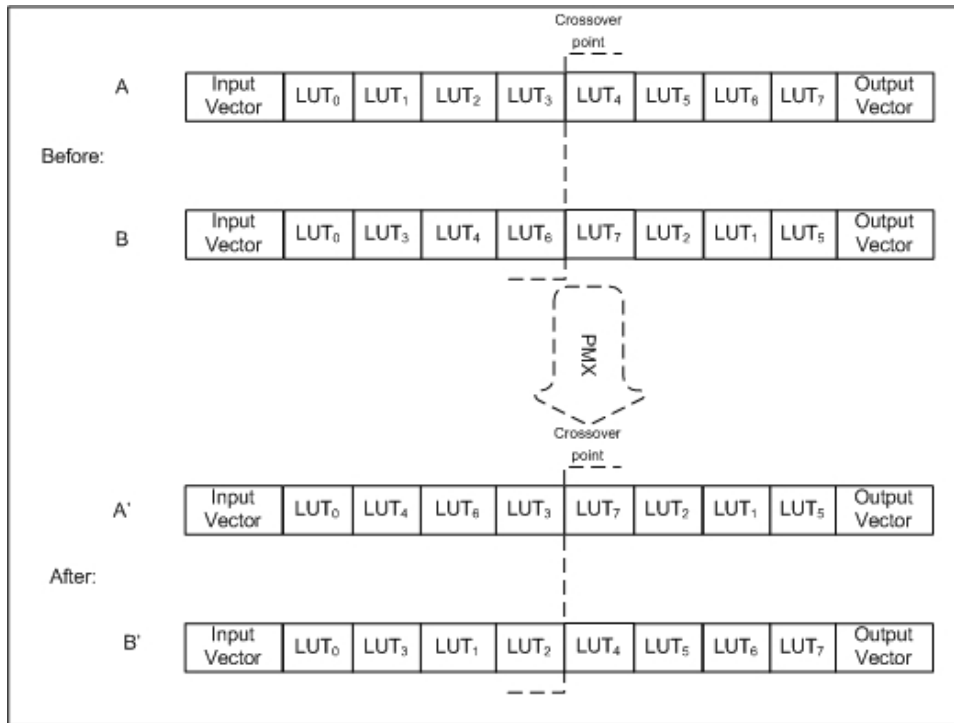 Crossover
point
A
Input Vector LUT₀ LUT₁ LUT₂ LUT₃ LUT₄ LUT₅ LUT₆ LUT₇ Output Vector
Before:
B
Input Vector LUT₀ LUT₃ LUT₄ LUT₆ LUT₇ LUT₂ LUT₁ LUT₅ Output Vector
PMX
Crossover
point
A'
Input Vector LUT₀ LUT₄ LUT₆ LUT₃ LUT₇ LUT₂ LUT₁ LUT₅ Output Vector
After:
B'
Input Vector LUT₀ LUT₃ LUT₁ LUT₂ LUT₄ LUT₅ LUT₆ LUT₇ Output Vector